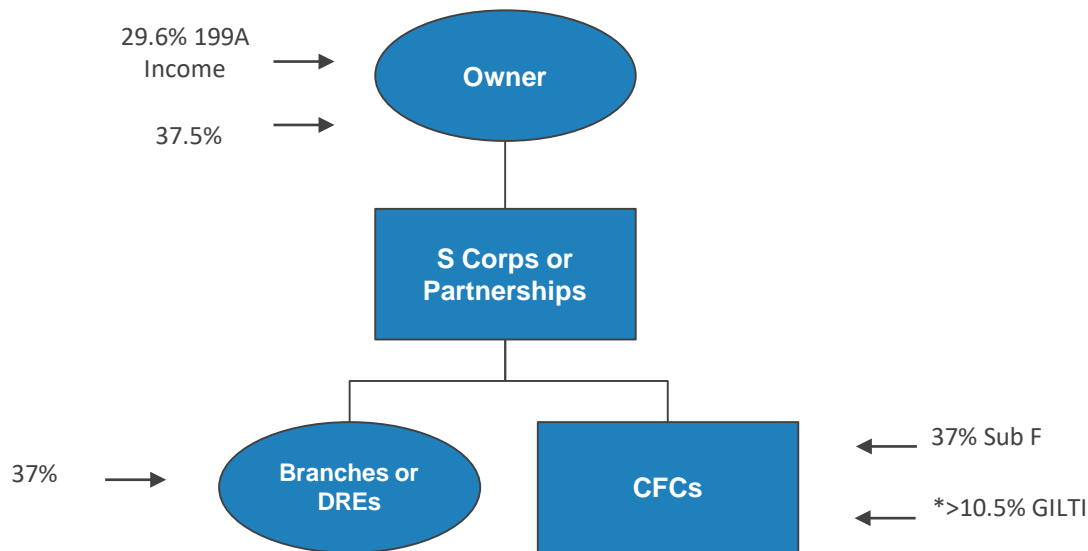 29.6% 199A
Income
Owner
37.5%
S Corps or
Partnerships
37%
Branches or
DREs
CFCs
37% Sub F
*>10.5% GILTI